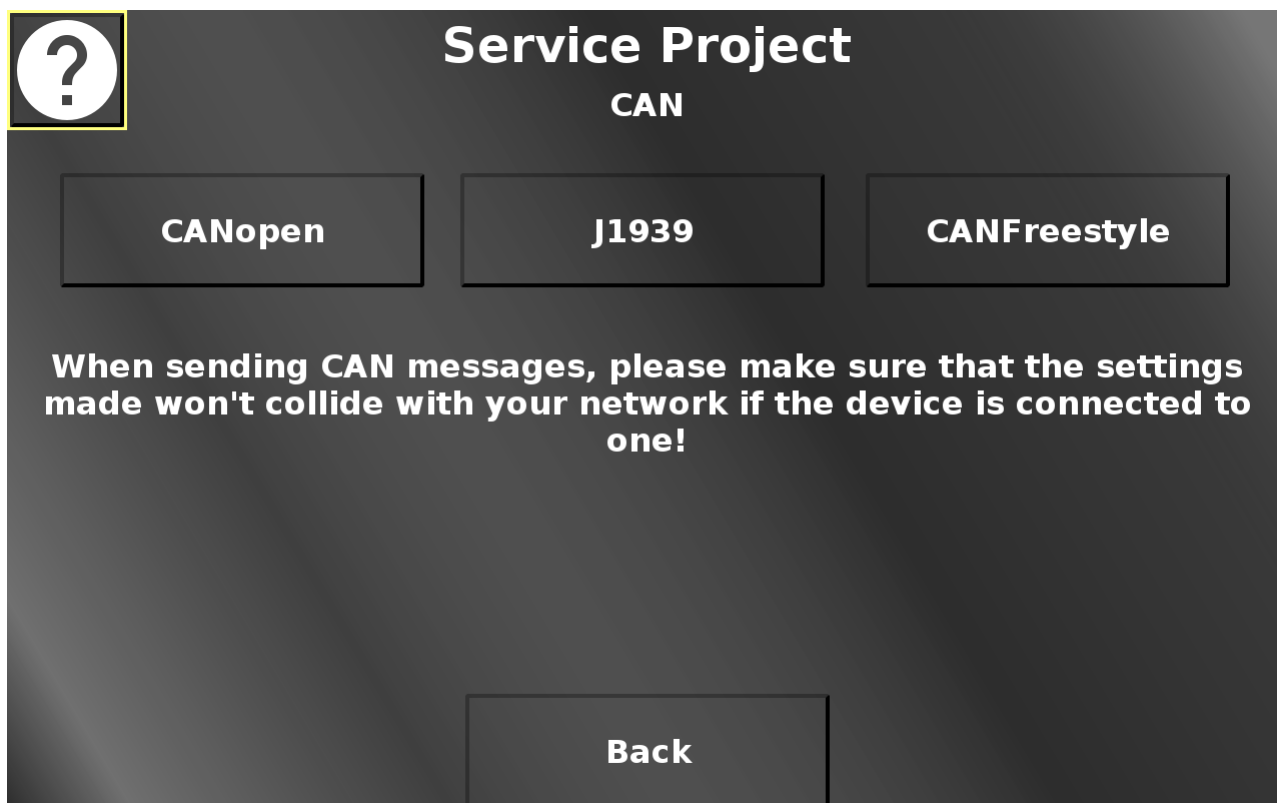 ?
Service Project
CAN
CANopen
J1939
CANFreestyle
When sending CAN messages, please make sure that the settings
made won't collide with your network if the device is connected to
one!
Back